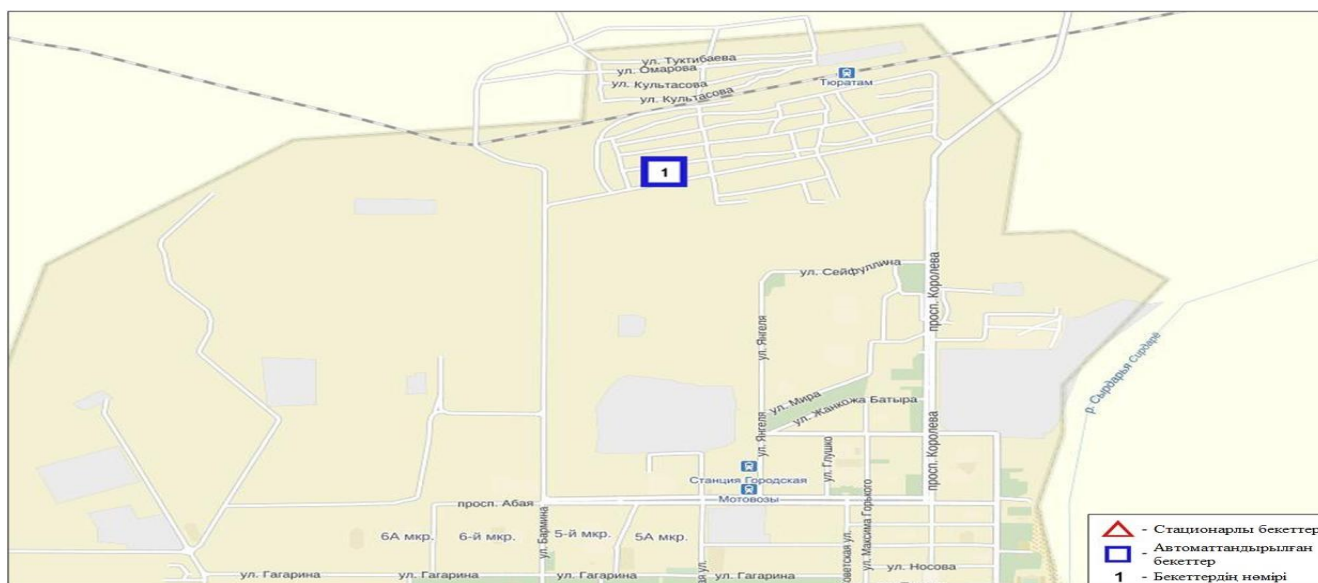 ул. Туктибаева
ул. Омарова
ул. Культасова
ул. Культасова
Тюратам
1
ул. Сейфуллина
просп. Королева
ул. Янгеля
р. Сырдарья Сирдарё
ул. Мира
ул. Жанкожа Батыра
ул. Янгеля
ул. Глушко
просп. Королева
Станция Городская
Мотовозы
просп. Абая
ул. Бармина
6А мкр.
6-й мкр.
5-й мкр.
5А мкр.
ул. Максима Горького
ул. Гагарина
ул. Гагарина
ул. Гагарина
ул. Гагарина
ул. Носова
- Стационарлы бекеттер
- Автоматтандырылған
бекеттер
1 - Бекеттердің нөмірі